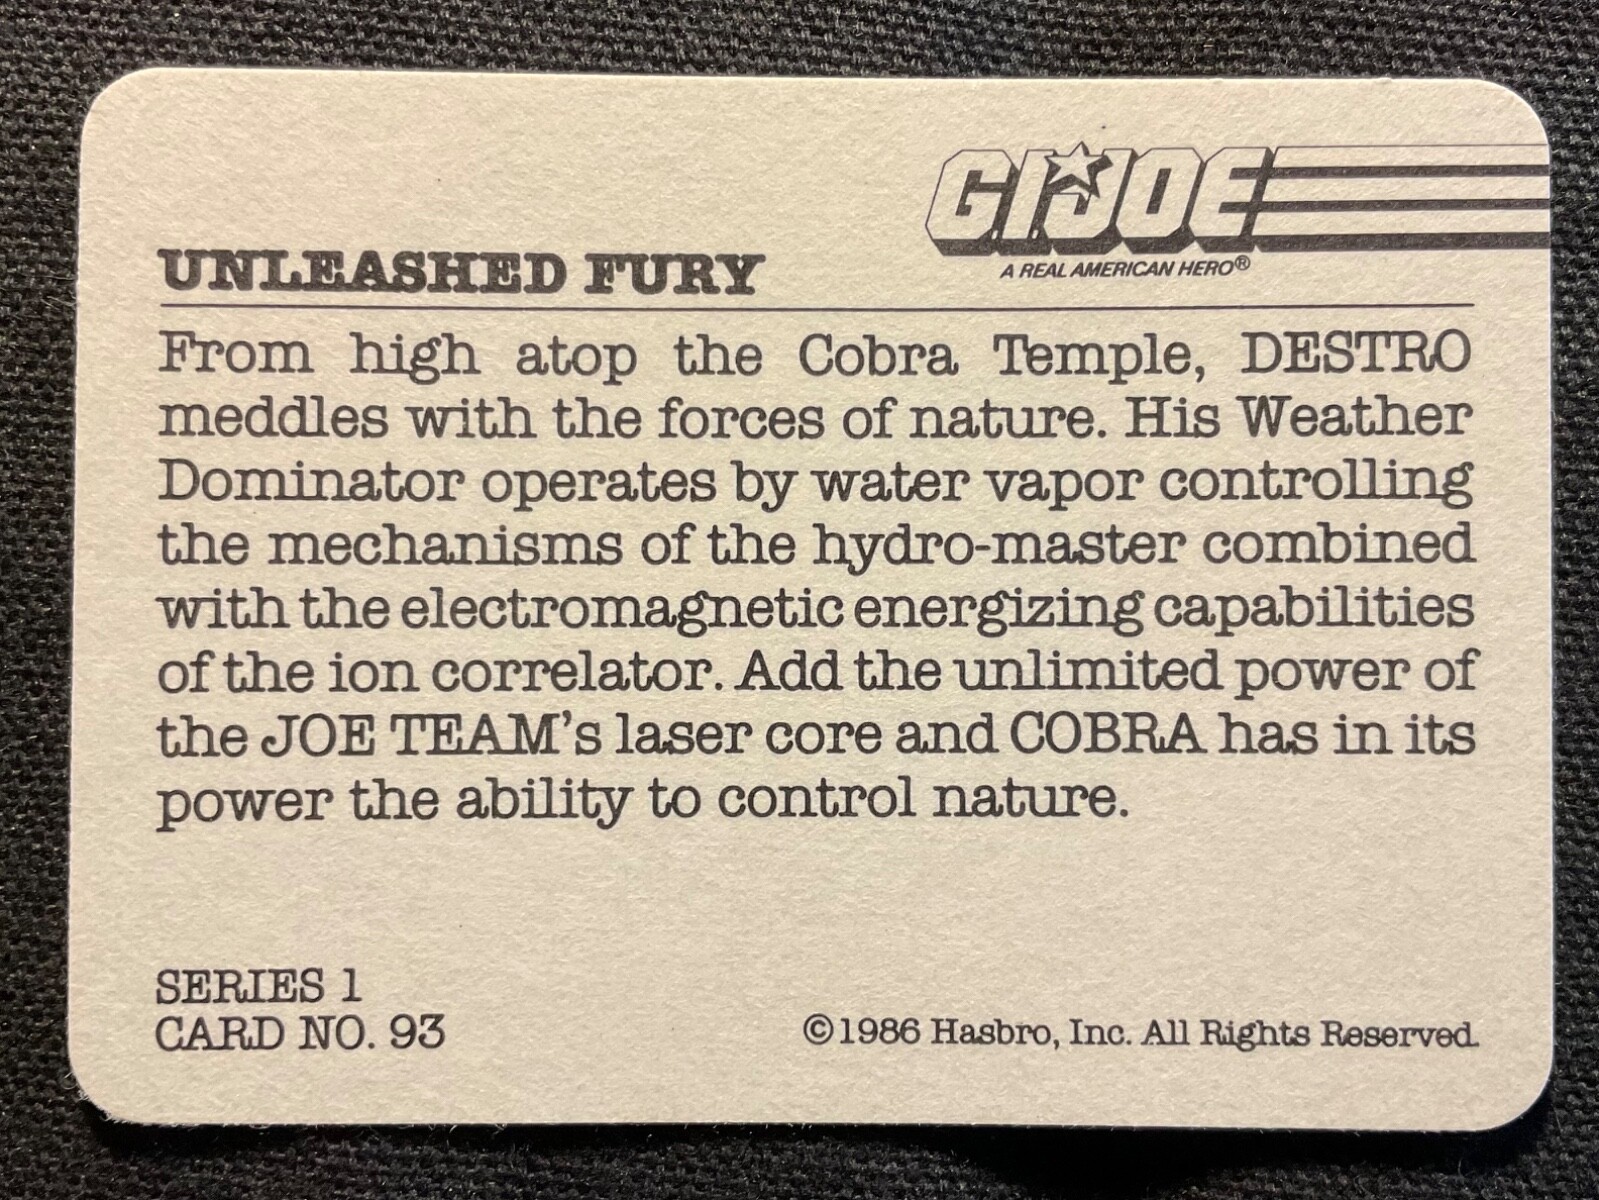 G.I. JOE
A REAL AMERICAN HERO®
UNLEASHED FURY
From high atop the Cobra Temple, DESTRO
meddles with the forces of nature. His Weather
Dominator operates by water vapor controlling
the mechanisms of the hydro-master combined
with the electromagnetic energizing capabilities
of the ion correlator. Add the unlimited power of
the JOE TEAM's laser core and COBRA has in its
power the ability to control nature.
SERIES 1
CARD NO. 93
©1986 Hasbro, Inc. All Rights Reserved.